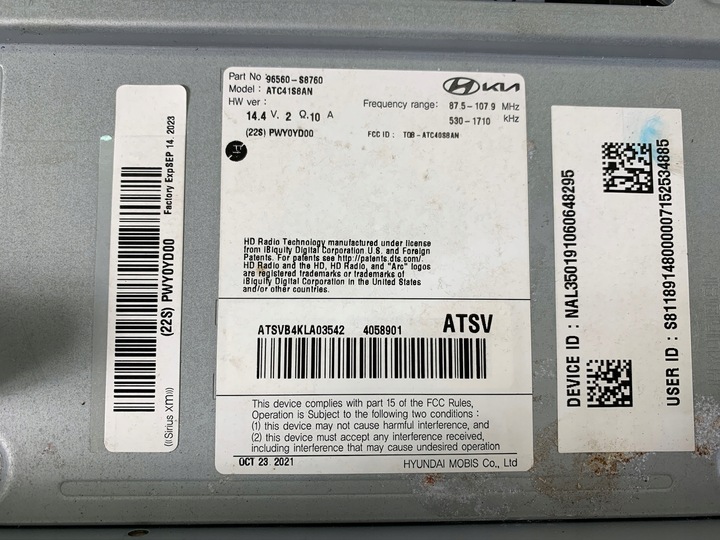 Part No : 96560-S8760
Model : ATC41S8AN
HW ver :
14.4 V. 2 Ω.10 A
(22S) PWY0YD00
HYUNDAI KIA
Frequency range: 87.5-107.9 MHz
530-1710 kHz
FCC ID : TQ8-ATC40S8AN
HD Radio Technology manufactured under license
from iBiquity Digital Corporation U.S. and Foreign
Patents. For patents see http://patents.dts.com/.
HD Radio and the HD, HD Radio, and "Arc" logos
are registered trademarks or trademarks of
iBiquity Digital Corporation in the United States
and/or other countries.
ATSVB4KLA03542 4058901 ATSV
This device complies with part 15 of the FCC Rules,
Operation is Subject to the following two conditions :
(1) this device may not cause harmful interference, and
(2) this device must accept any interference received,
including interference that may cause undesired operation
OCT 23. 2021 HYUNDAI MOBIS Co., Ltd
((·Sirius xm·))
(22S) PWY0YD00
Factory Exp:SEP 14. 2023
DEVICE ID : NAL3501910606​48295
USER ID : S811891480000007152534885